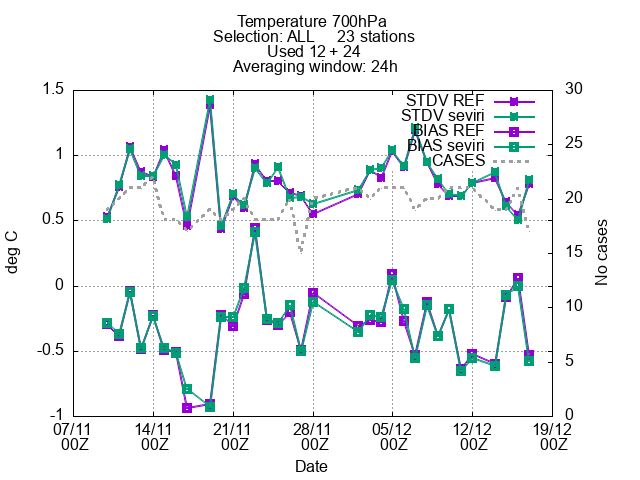 Temperature 700hPa
Selection: ALL 23 stations
Used 12 + 24
Averaging window: 24h
STDV REF
STDV seviri
BIAS REF
BIAS seviri
CASES
1.5
1
0.5
0
-0.5
-1
deg C
30
25
20
15
10
5
0
No cases
07/11 14/11 21/11 28/11 05/12 12/12 19/12
00Z 00Z 00Z 00Z 00Z 00Z 00Z
Date